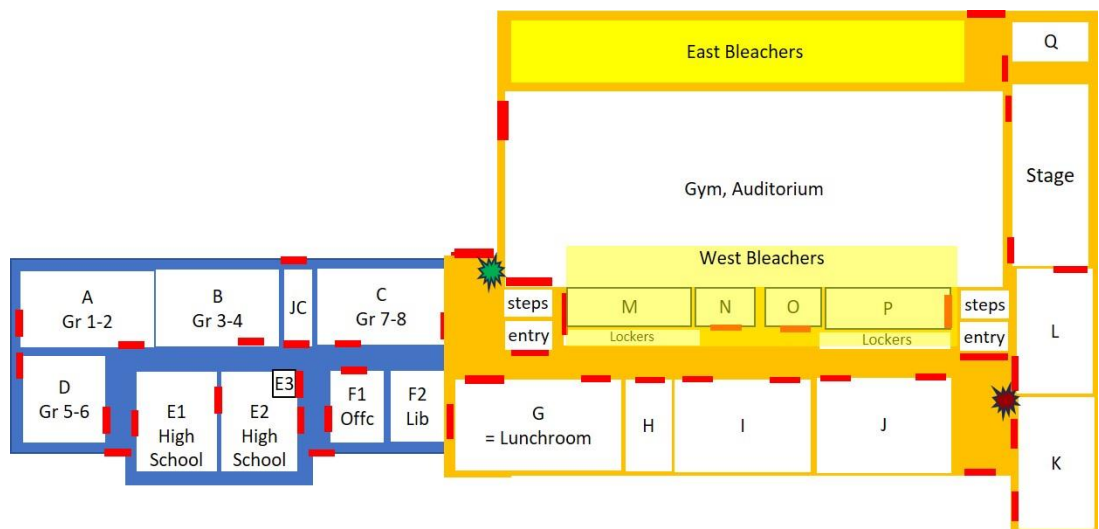 East Bleachers
Q
Gym, Auditorium
Stage
West Bleachers
A
Gr 1-2
B
Gr 3-4
JC
C
Gr 7-8
steps
M
N
O
P
steps
entry
Lockers
Lockers
entry
L
D
Gr 5-6
E1
High
School
E2
High
School
E3
F1
Offc
F2
Lib
G
= Lunchroom
H
I
J
K